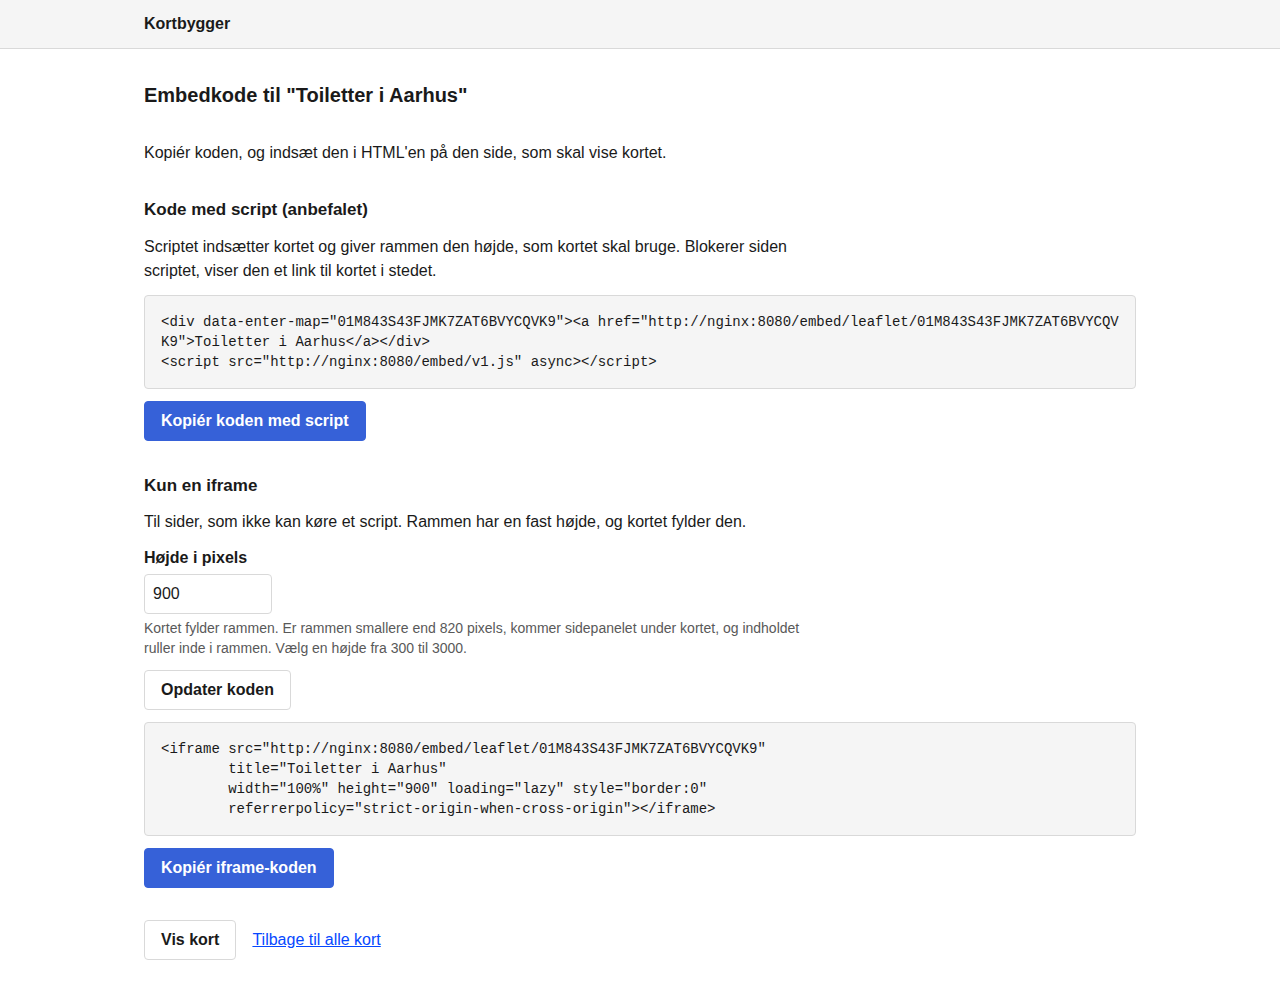 Kortbygger
Embedkode til "Toiletter i Aarhus"
Kopiér koden, og indsæt den i HTML'en på den side, som skal vise kortet.
Kode med script (anbefalet)
Scriptet indsætter kortet og giver rammen den højde, som kortet skal bruge. Blokerer siden
scriptet, viser den et link til kortet i stedet.
<div data-enter-map="01M843S43FJMK7ZAT6BVYCQVK9"><a href="http://nginx:8080/embed/leaflet/01M843S43FJMK7ZAT6BVYCQV
K9">Toiletter i Aarhus</a></div>
<script src="http://nginx:8080/embed/v1.js" async></script>
Kopiér koden med script
Kun en iframe
Til sider, som ikke kan køre et script. Rammen har en fast højde, og kortet fylder den.
Højde i pixels
900
Kortet fylder rammen. Er rammen smallere end 820 pixels, kommer sidepanelet under kortet, og indholdet
ruller inde i rammen. Vælg en højde fra 300 til 3000.
Opdater koden
<iframe src="http://nginx:8080/embed/leaflet/01M843S43FJMK7ZAT6BVYCQVK9"
        title="Toiletter i Aarhus"
        width="100%" height="900" loading="lazy" style="border:0"
        referrerpolicy="strict-origin-when-cross-origin"></iframe>
Kopiér iframe-koden
Vis kort Tilbage til alle kort